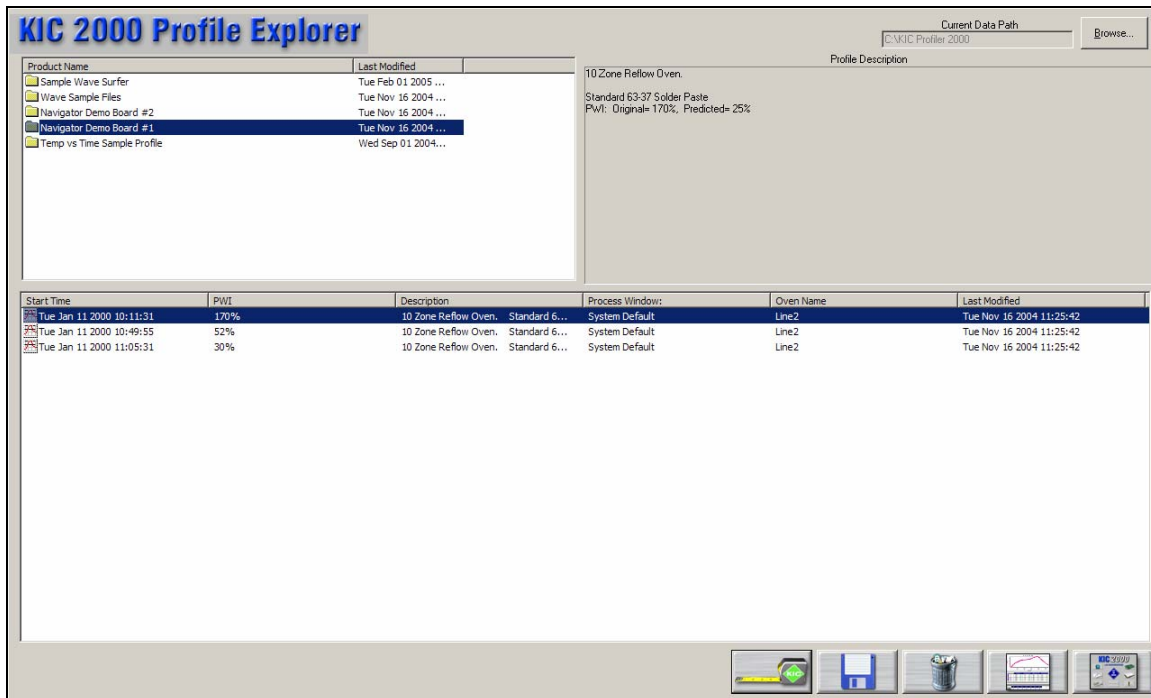 KIC 2000 Profile Explorer
Current Data Path
C:\KIC Profiler 2000
Browse...
Product Name Last Modified
Sample Wave Surfer Tue Feb 01 2005 ...
Wave Sample Files Tue Nov 16 2004 ...
Navigator Demo Board #2 Tue Nov 16 2004 ...
Navigator Demo Board #1 Tue Nov 16 2004 ...
Temp vs Time Sample Profile Wed Sep 01 2004...
Profile Description
10 Zone Reflow Oven.
Standard 63-37 Solder Paste
PWI: Original= 170%, Predicted= 25%
Start Time PWI Description Process Window: Oven Name Last Modified
Tue Jan 11 2000 10:11:31 170% 10 Zone Reflow Oven. Standard 6... System Default Line2 Tue Nov 16 2004 11:25:42
Tue Jan 11 2000 10:49:55 52% 10 Zone Reflow Oven. Standard 6... System Default Line2 Tue Nov 16 2004 11:25:42
Tue Jan 11 2000 11:05:31 30% 10 Zone Reflow Oven. Standard 6... System Default Line2 Tue Nov 16 2004 11:25:42
KIC
KIC 2000